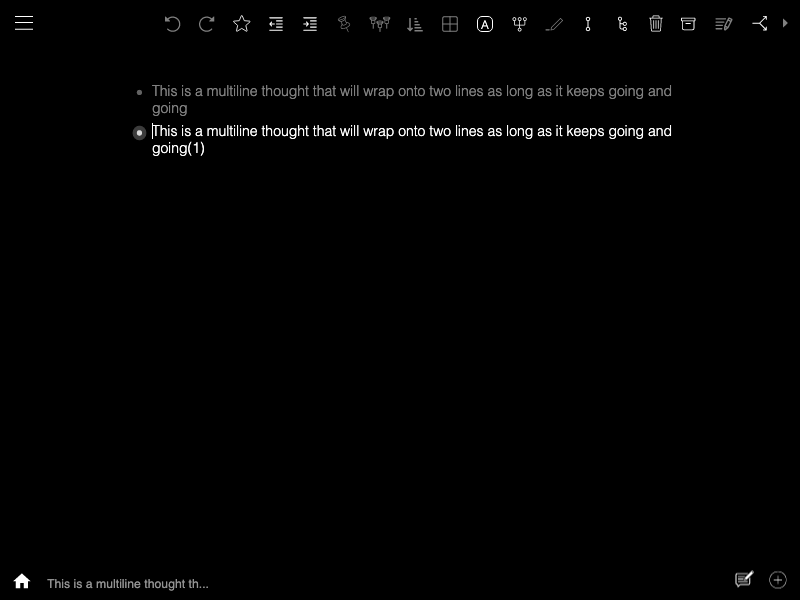 This is a multiline thought that will wrap onto two lines as long as it keeps going and
going
This is a multiline thought that will wrap onto two lines as long as it keeps going and
going(1)
This is a multiline thought th...